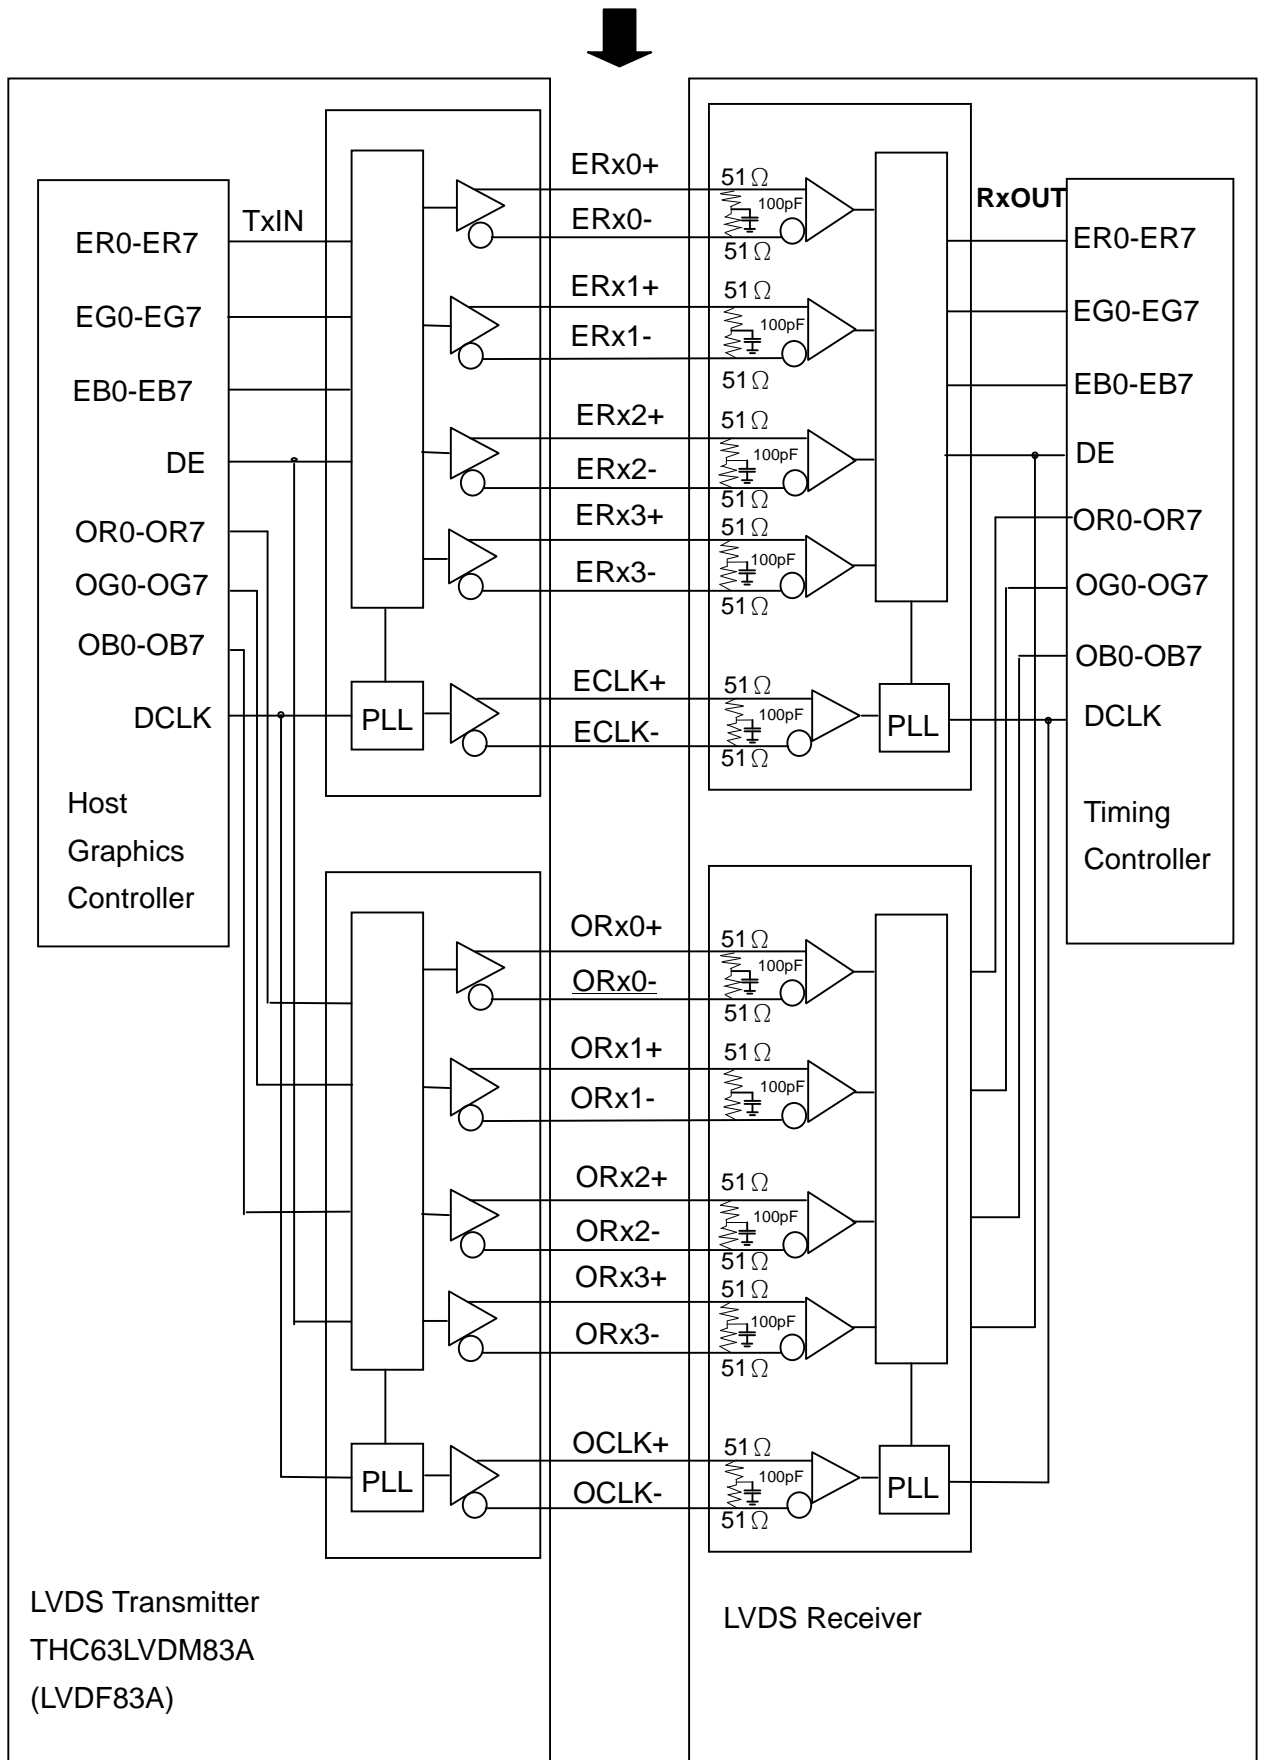 TxIN
ER0-ER7
EG0-EG7
EB0-EB7
DE
OR0-OR7
OG0-OG7
OB0-OB7
DCLK
Host
Graphics
Controller
PLL
ERx0+
ERx0-
ERx1+
ERx1-
ERx2+
ERx2-
ERx3+
ERx3-
ECLK+
ECLK-
51Ω
100pF
51Ω
51Ω
100pF
51Ω
51Ω
100pF
51Ω
51Ω
100pF
51Ω
51Ω
100pF
51Ω
PLL
RxOUT
ER0-ER7
EG0-EG7
EB0-EB7
DE
OR0-OR7
OG0-OG7
OB0-OB7
DCLK
Timing
Controller
PLL
ORx0+
ORx0-
ORx1+
ORx1-
ORx2+
ORx2-
ORx3+
ORx3-
OCLK+
OCLK-
51Ω
100pF
51Ω
51Ω
100pF
51Ω
51Ω
100pF
51Ω
51Ω
100pF
51Ω
51Ω
100pF
51Ω
PLL
LVDS Transmitter
THC63LVDM83A
(LVDF83A)
LVDS Receiver